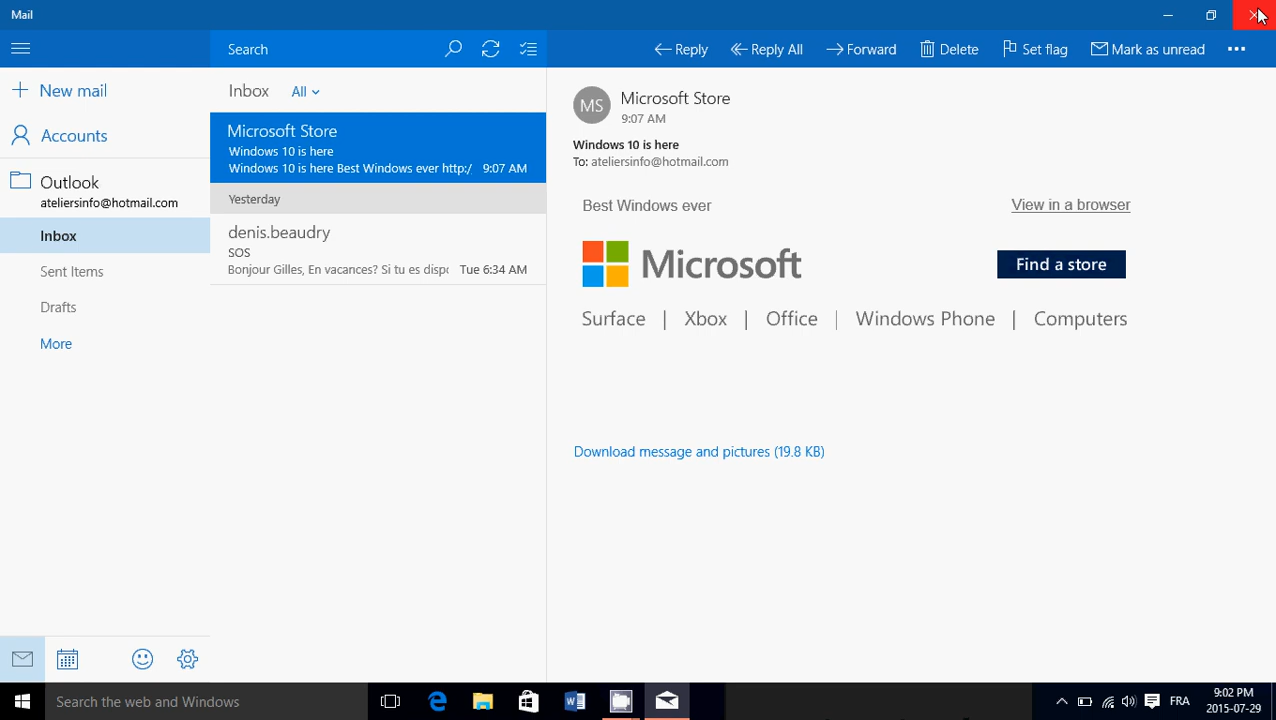 Mail
Search
Reply
Reply All
Forward
Delete
Set flag
Mark as unread
New mail
Accounts
Outlook
ateliersinfo@hotmail.com
Inbox
Sent Items
Drafts
More
Inbox All
Microsoft Store
Windows 10 is here
Windows 10 is here Best Windows ever http:/ 9:07 AM
Yesterday
denis.beaudry
SOS
Bonjour Gilles, En vacances? Si tu es dispo Tue 6:34 AM
MS
Microsoft Store
9:07 AM
Windows 10 is here
To: ateliersinfo@hotmail.com
Best Windows ever
View in a browser
Microsoft
Find a store
Surface | Xbox | Office | Windows Phone | Computers
Download message and pictures (19.8 KB)
Search the web and Windows
FRA
9:02 PM
2015-07-29